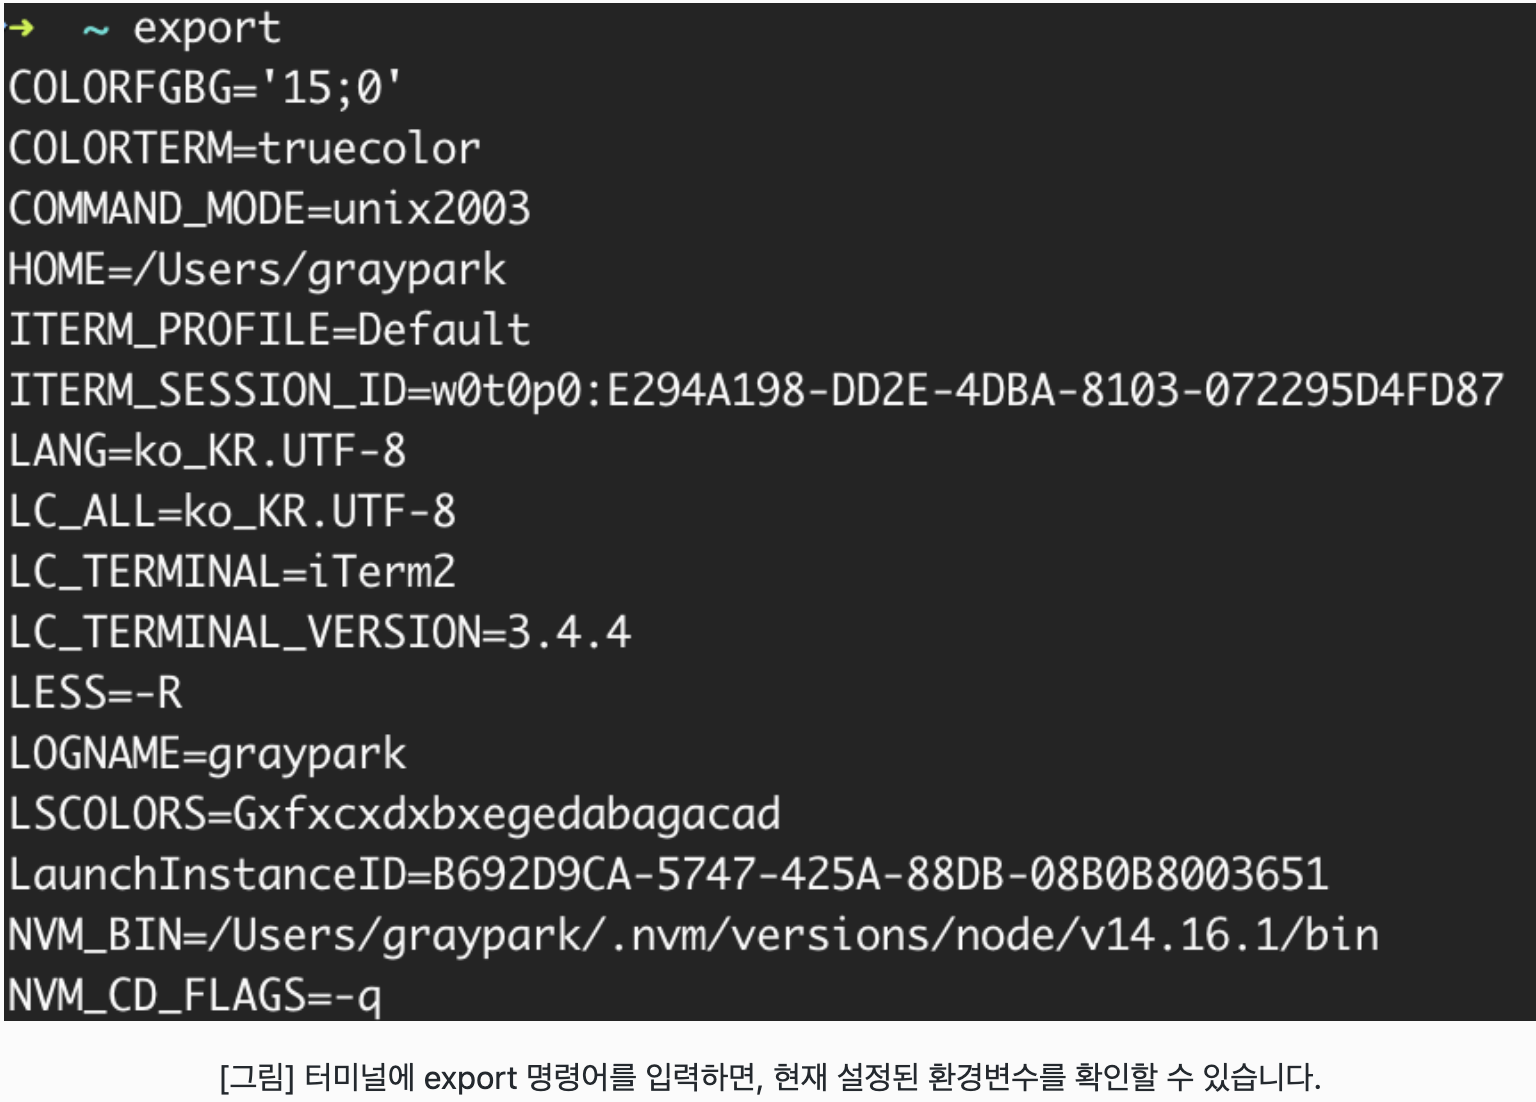 ➜ ~ export
COLORFGBG='15;0'
COLORTERM=truecolor
COMMAND_MODE=unix2003
HOME=/Users/graypark
ITERM_PROFILE=Default
ITERM_SESSION_ID=w0t0p0:E294A198-DD2E-4DBA-8103-072295D4FD87
LANG=ko_KR.UTF-8
LC_ALL=ko_KR.UTF-8
LC_TERMINAL=iTerm2
LC_TERMINAL_VERSION=3.4.4
LESS=-R
LOGNAME=graypark
LSCOLORS=Gxfxcxdxbxegedabagacad
LaunchInstanceID=B692D9CA-5747-425A-88DB-08B0B8003651
NVM_BIN=/Users/graypark/.nvm/versions/node/v14.16.1/bin
NVM_CD_FLAGS=-q
[그림] 터미널에 export 명령어를 입력하면, 현재 설정된 환경변수를 확인할 수 있습니다.